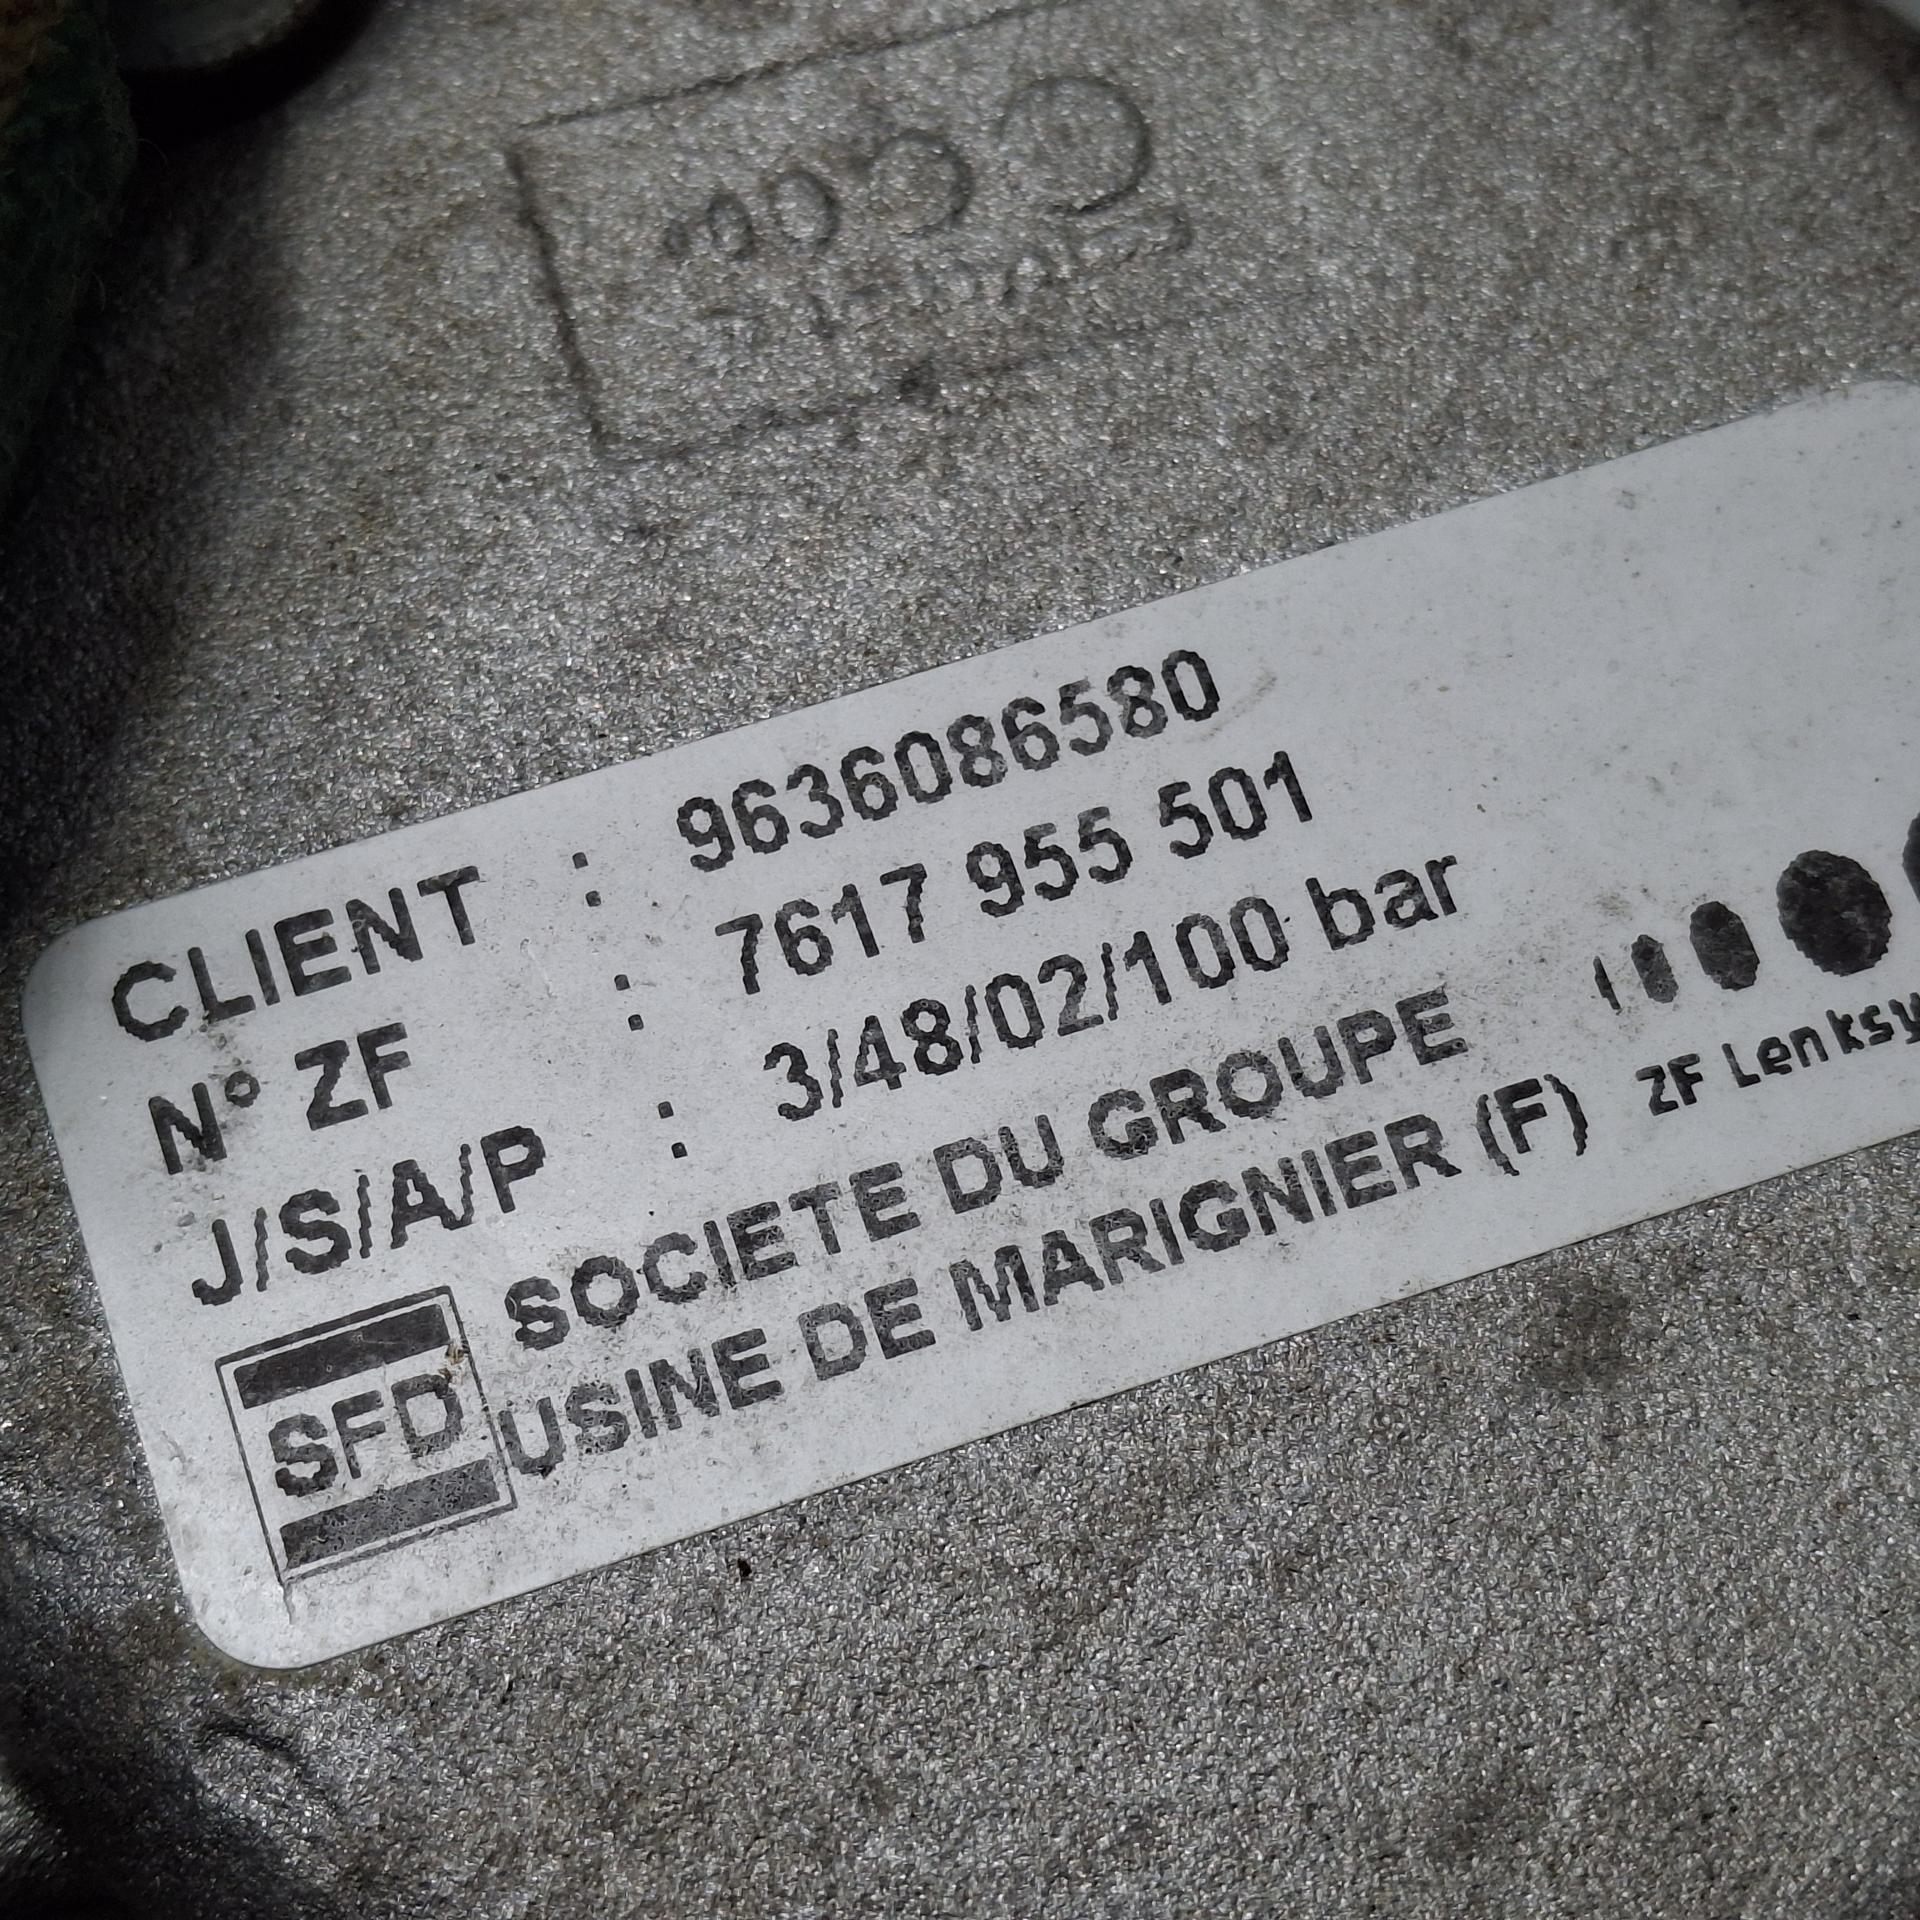 CLIENT : 9636086580
N° ZF : 7617 955 501
J/S/A/P : 3/48/02/100 bar
SFD
SOCIETE DU GROUPE
USINE DE MARIGNIER (F)
ZF Lenksy